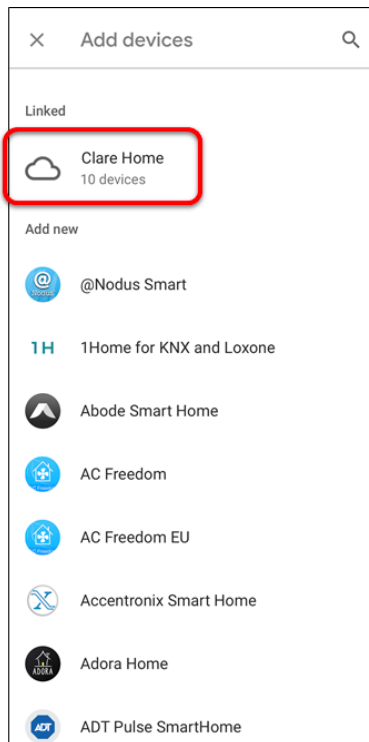 Add devices
Linked
Clare Home
10 devices
Add new
@
Nodus
@Nodus Smart
1H
1Home for KNX and Loxone
Abode Smart Home
AC Freedom
AC Freedom EU
Accentronix Smart Home
ADORA
Adora Home
ADT
ADT Pulse SmartHome